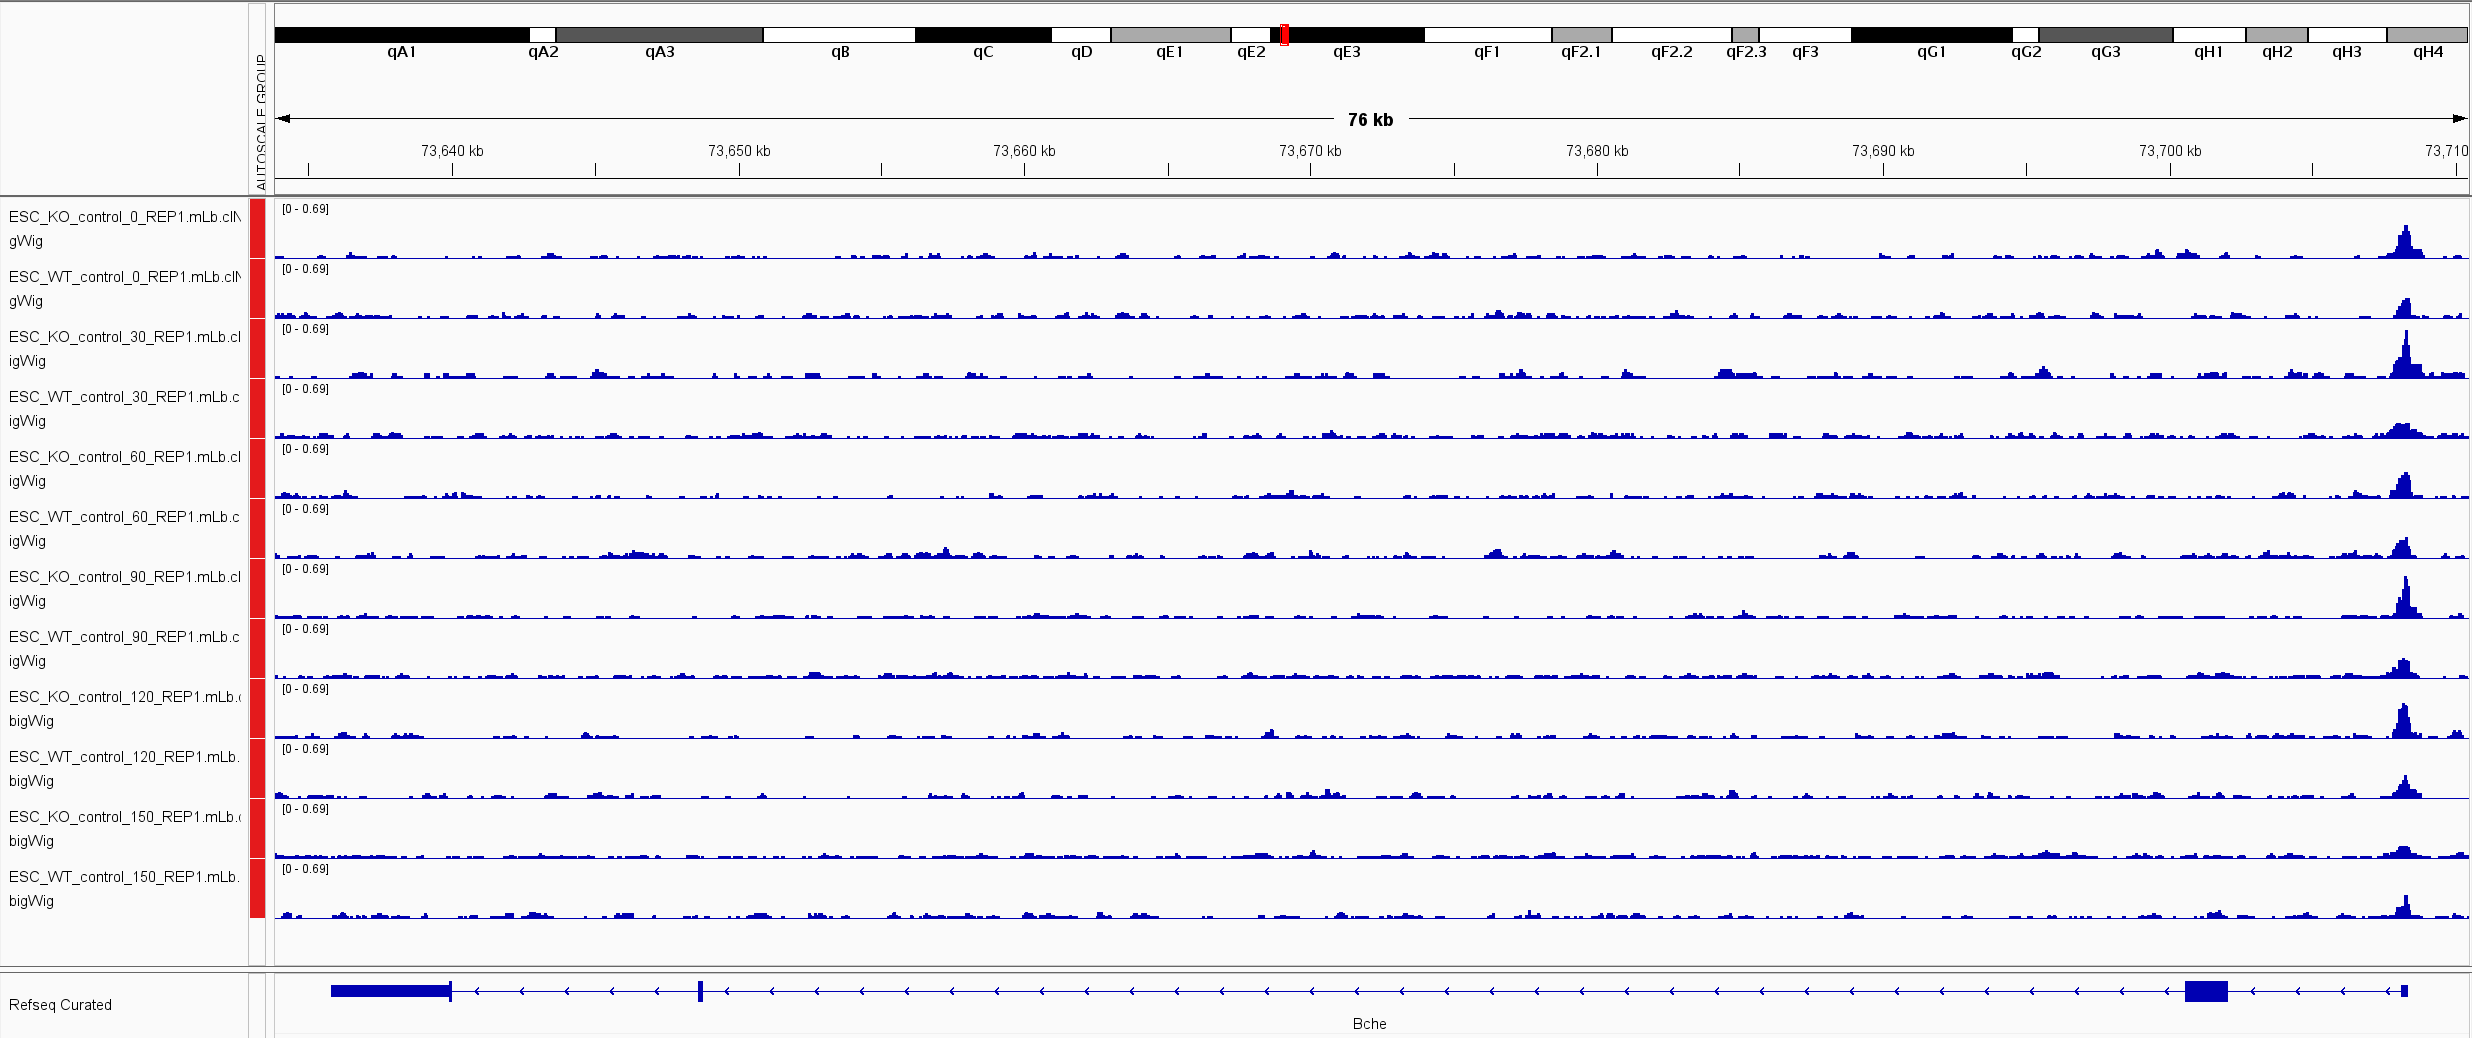 AUTOSCALE GROUP
qA1 qA2 qA3 qB qC qD qE1 qE2 qE3 qF1 qF2.1 qF2.2 qF2.3 qF3 qG1 qG2 qG3 qH1 qH2 qH3 qH4
76 kb
73,640 kb 73,650 kb 73,660 kb 73,670 kb 73,680 kb 73,690 kb 73,700 kb 73,710
[0 - 0.69]
ESC_KO_control_0_REP1.mLb.clN
gWig
[0 - 0.69]
ESC_WT_control_0_REP1.mLb.clN
gWig
[0 - 0.69]
ESC_KO_control_30_REP1.mLb.cl
igWig
[0 - 0.69]
ESC_WT_control_30_REP1.mLb.c
igWig
[0 - 0.69]
ESC_KO_control_60_REP1.mLb.cl
igWig
[0 - 0.69]
ESC_WT_control_60_REP1.mLb.c
igWig
[0 - 0.69]
ESC_KO_control_90_REP1.mLb.cl
igWig
[0 - 0.69]
ESC_WT_control_90_REP1.mLb.c
igWig
[0 - 0.69]
ESC_KO_control_120_REP1.mLb.c
bigWig
[0 - 0.69]
ESC_WT_control_120_REP1.mLb.
bigWig
[0 - 0.69]
ESC_KO_control_150_REP1.mLb.c
bigWig
[0 - 0.69]
ESC_WT_control_150_REP1.mLb.
bigWig
Refseq Curated
Bche